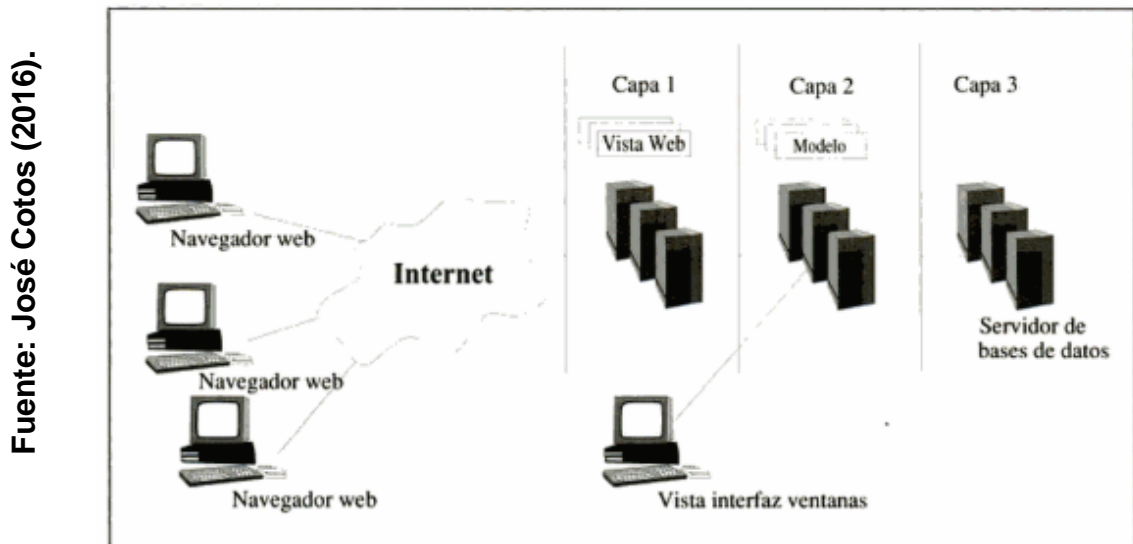 Fuente: José Cotos (2016).
Capa 1
Capa 2
Capa 3
Vista Web
Modelo
Navegador web
Internet
Navegador web
Servidor de
bases de datos
Navegador web
Vista interfaz ventanas